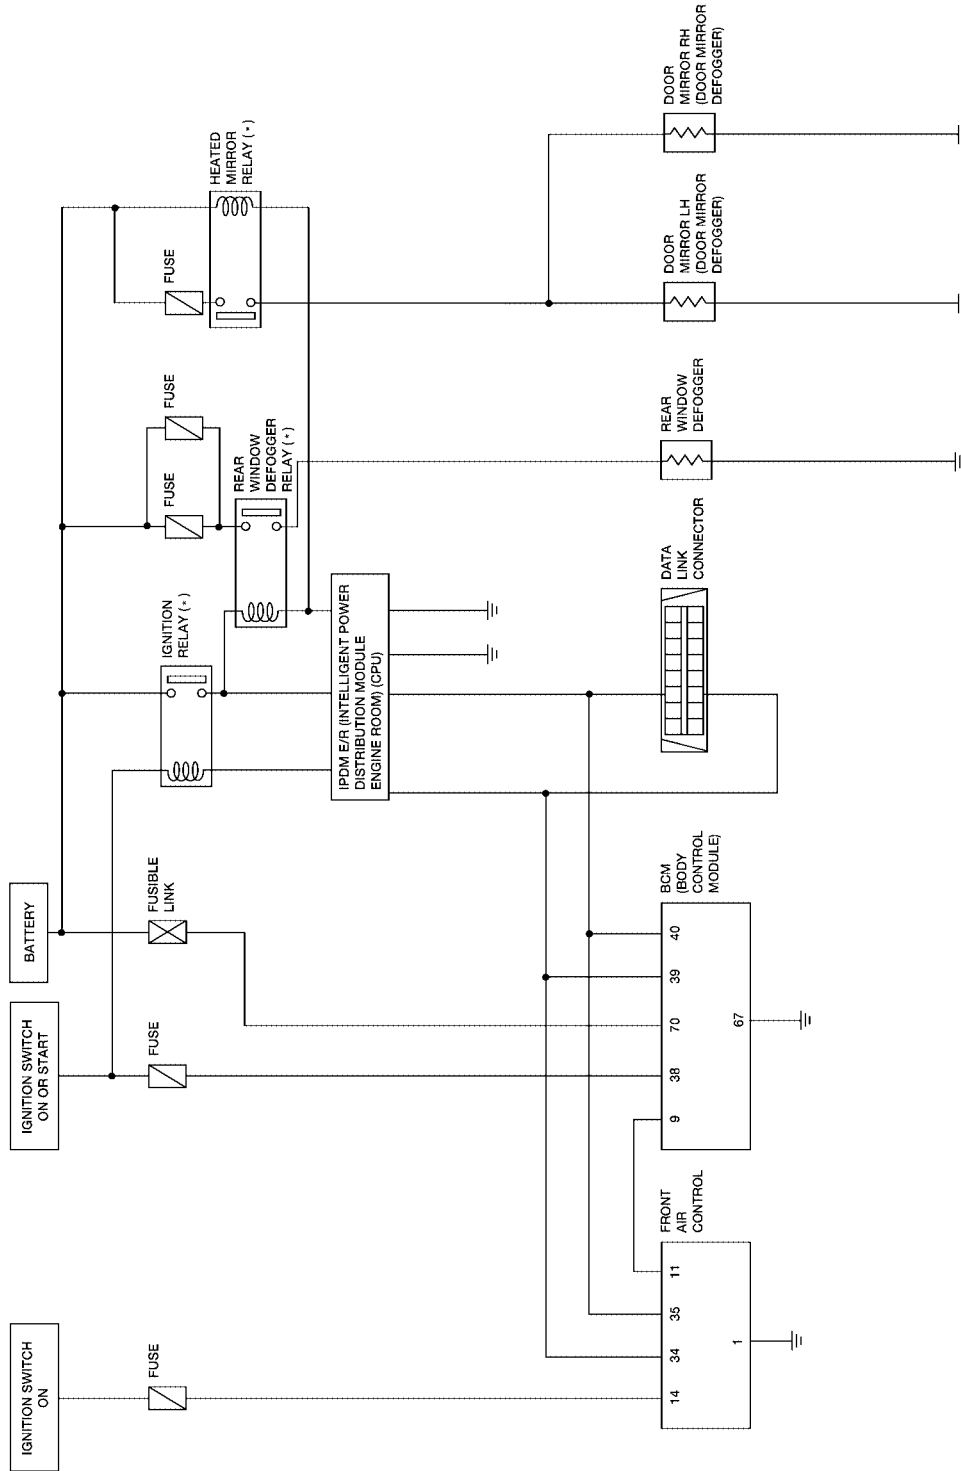 IGNITION SWITCH
ON
IGNITION SWITCH
ON OR START
BATTERY
FUSE
FUSE
FUSIBLE
LINK
IGNITION
RELAY (*)
FUSE
FUSE
FUSE
REAR
WINDOW
DEFOGGER
RELAY (*)
HEATED
MIRROR
RELAY (*)
IPDM E/R (INTELLIGENT POWER
DISTRIBUTION MODULE
ENGINE ROOM) (CPU)
14
34
35
11
1
FRONT
AIR
CONTROL
9
38
70
39
40
67
BCM
(BODY
CONTROL
MODULE)
DATA
LINK
CONNECTOR
REAR
WINDOW
DEFOGGER
DOOR
MIRROR LH
(DOOR MIRROR
DEFOGGER)
DOOR
MIRROR RH
(DOOR MIRROR
DEFOGGER)